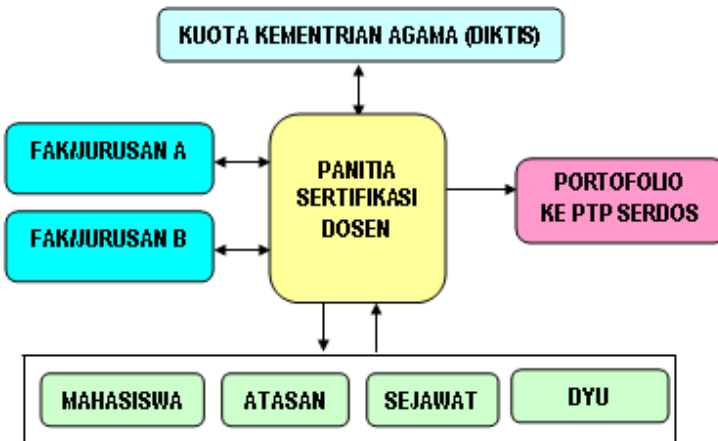 KUOTA KEMENTRIAN AGAMA (DIKTIS)
FAK/JURUSAN A
FAK/JURUSAN B
PANITIA
SERTIFIKASI
DOSEN
PORTOFOLIO
KE PTP SERDOS
MAHASISWA
ATASAN
SEJAWAT
DYU